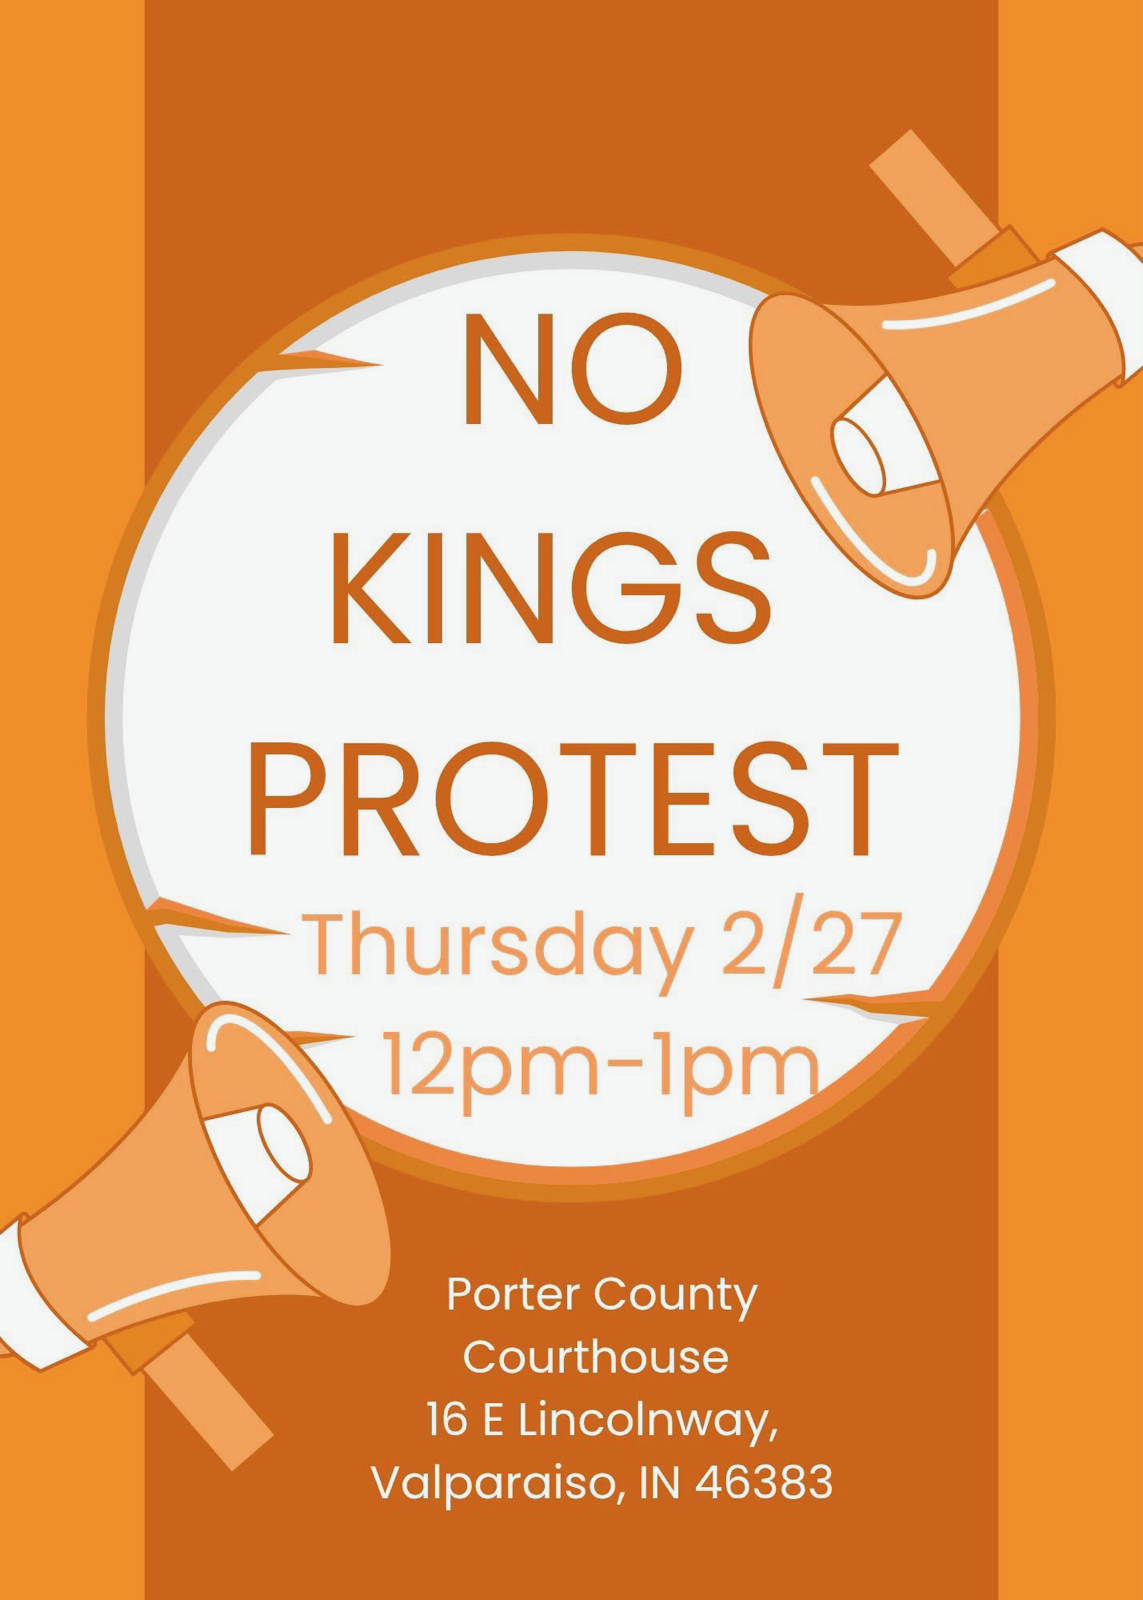 NO
KINGS
PROTEST
Thursday 2/27
12pm-1pm
Porter County
Courthouse
16 E Lincolnway,
Valparaiso, IN 46383